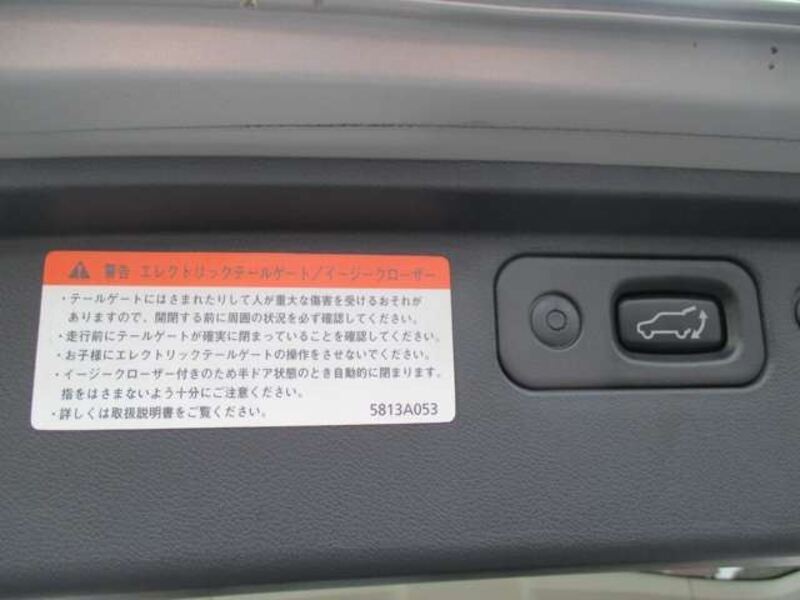 警告 エレクトリックテールゲート/イージークローザー
・テールゲートにはさまれたりして人が重大な傷害を受けるおそれが
ありますので、開閉する前に周囲の状況を必ず確認してください。
・走行前にテールゲートが確実に閉まっていることを確認してください。
・お子様にエレクトリックテールゲートの操作をさせないでください。
・イージークローザー付きのため半ドア状態のとき自動的に閉まります。
指をはさまないよう十分にご注意ください。
・詳しくは取扱説明書をご覧ください。
5813A053